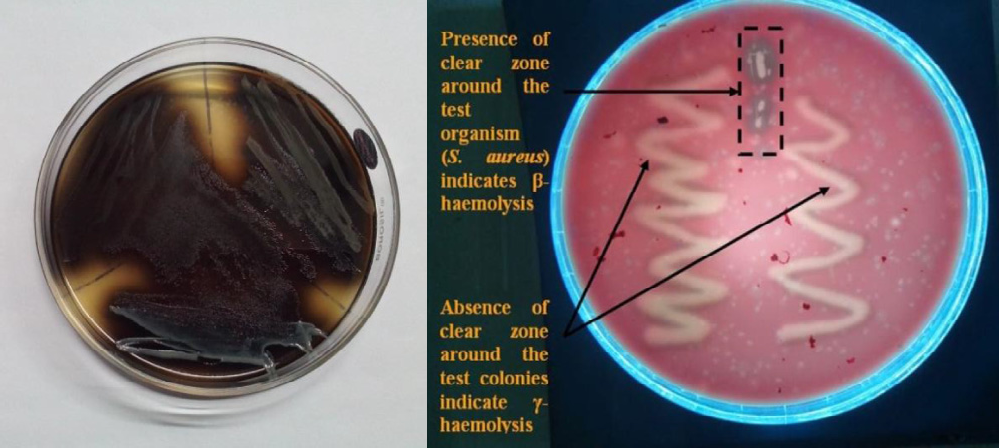 Presence of
clear zone
around the
test
organism
(S. aureus)
indicates β-
haemolysis
Absence of
clear zone
around the
test colonies
indicate γ-
haemolysis